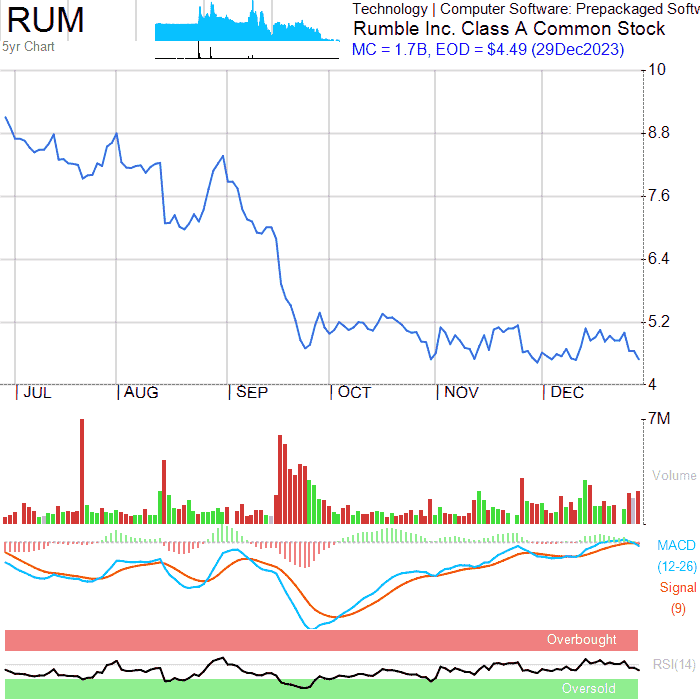 RUM
5yr Chart
Technology | Computer Software: Prepackaged Softw
Rumble Inc. Class A Common Stock
MC = 1.7B, EOD = $4.49 (29Dec2023)
10
8.8
7.6
6.4
5.2
4
JUL AUG SEP OCT NOV DEC
7M
Volume
MACD
(12-26)
Signal
(9)
Overbought
RSI(14)
Oversold